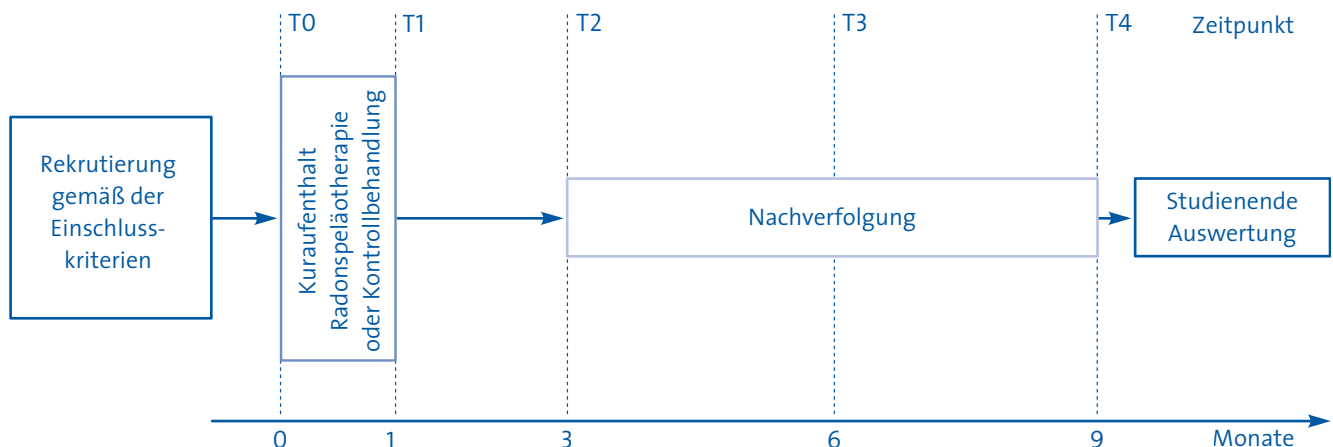 T0 T1 T2 T3 T4 Zeitpunkt
Rekrutierung
gemäß der
Einschluss-
kriterien
Kuraufenthalt
Radonspeläotherapie
oder Kontrollbehandlung
Nachverfolgung
Studienende
Auswertung
0 1 3 6 9 Monate